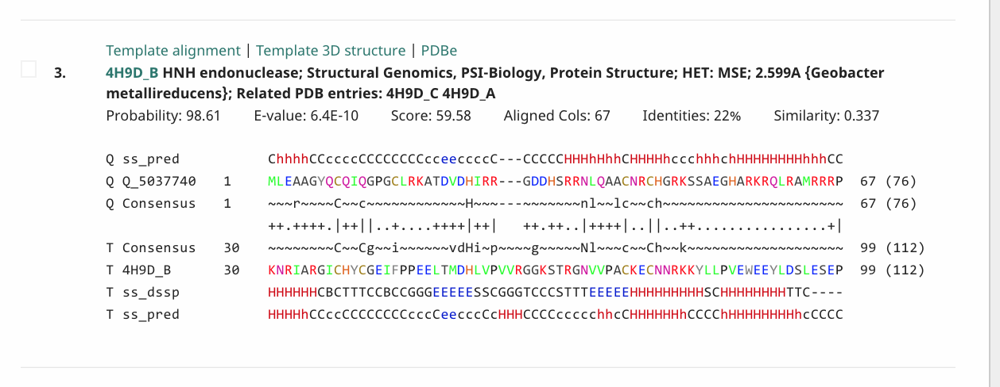 Template alignment | Template 3D structure | PDBe
3. 4H9D_B HNH endonuclease; Structural Genomics, PSI-Biology, Protein Structure; HET: MSE; 2.599A {Geobacter
metallireducens}; Related PDB entries: 4H9D_C 4H9D_A
Probability: 98.61 E-value: 6.4E-10 Score: 59.58 Aligned Cols: 67 Identities: 22% Similarity: 0.337
Q ss_pred ChhhhCCccccCCCCCCCCCcceeccccC---CCCCCHHHhHhhCHHHHhccchhhchHHHHHHHHhhhCC
Q Q_5037740 1 MLEAAGYQCQIQGPGCLRKATDVDHIRR---GDDHSRRNLQAACNRCHGRKSSAEGHARKRQLRAMRRRP 67 (76)
Q Consensus 1 ~~~r~~~~C~~c~~~~~~~~~~~~H~~~---~~~~~~~nl~~lc~~ch~~~~~~~~~~~~~~~~~~~~~~ 67 (76)
++.++++.|++||..+....++++|++| ++.++..|++++|..||..++................+|
T Consensus 30 ~~~~~~~~C~~Cg~~i~~~~~~vdHi~p~~~~g~~~~~Nl~~~c~~Ch~~k~~~~~~~~~~~~~~~~~~~ 99 (112)
T 4H9D_B 30 KNRIARGICHYCGEIFPPEELTMDHLVPVVRGGKSTRGNVVPACKECNNRKKYLLPVEWEEYLDSLESEP 99 (112)
T ss_dssp HHHHHHCBCTTTCCBCCGGGEEEEESSCGGGTCCCSTTTEEEEEHHHHHHHHHSCHHHHHHHHTTC----
T ss_pred HHHHhCCccCCCCCCCccccCeecccCcHHHCCCCcccccchhcCHHHHHHhCCCChHHHHHHHHhcCCCC